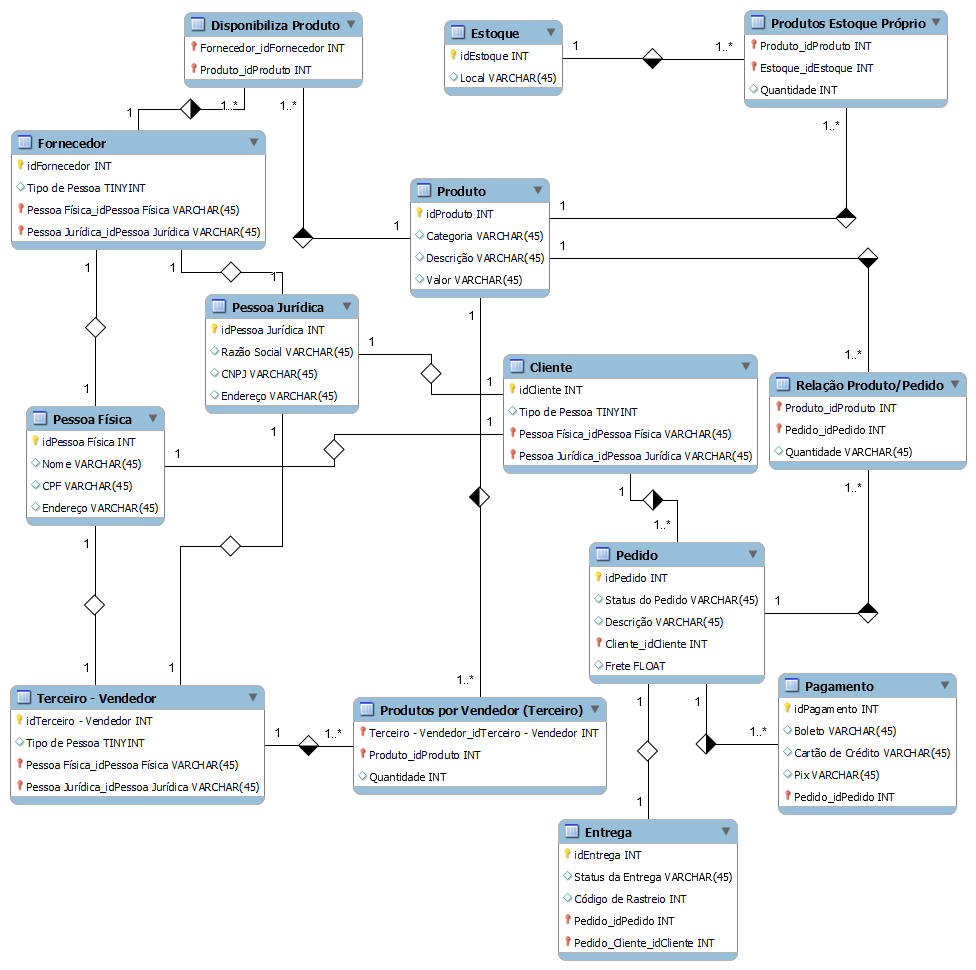 Disponibiliza Produto
Fornecedor_idFornecedor INT
Produto_idProduto INT
Estoque
idEstoque INT
Local VARCHAR(45)
1
1..*
Produtos Estoque Próprio
Produto_idProduto INT
Estoque_idEstoque INT
Quantidade INT
1
1..*
1..*
1..*
Fornecedor
idFornecedor INT
Tipo de Pessoa TINYINT
Pessoa Física_idPessoa Física VARCHAR(45)
Pessoa Jurídica_idPessoa Jurídica VARCHAR(45)
Produto
idProduto INT
Categoria VARCHAR(45)
Descrição VARCHAR(45)
Valor VARCHAR(45)
1
1
1
1
1
1
1
1..*
Pessoa Jurídica
idPessoa Jurídica INT
Razão Social VARCHAR(45)
CNPJ VARCHAR(45)
Endereço VARCHAR(45)
1
1
Cliente
idCliente INT
Tipo de Pessoa TINYINT
Pessoa Física_idPessoa Física VARCHAR(45)
Pessoa Jurídica_idPessoa Jurídica VARCHAR(45)
Relação Produto/Pedido
Produto_idProduto INT
Pedido_idPedido INT
Quantidade VARCHAR(45)
1
Pessoa Física
idPessoa Física INT
Nome VARCHAR(45)
CPF VARCHAR(45)
Endereço VARCHAR(45)
1
1
1
1
1..*
1..*
1
Pedido
idPedido INT
Status do Pedido VARCHAR(45)
Descrição VARCHAR(45)
Cliente_idCliente INT
Frete FLOAT
1
1
1
1..*
Terceiro - Vendedor
idTerceiro - Vendedor INT
Tipo de Pessoa TINYINT
Pessoa Física_idPessoa Física VARCHAR(45)
Pessoa Jurídica_idPessoa Jurídica VARCHAR(45)
1
1..*
Produtos por Vendedor (Terceiro)
Terceiro - Vendedor_idTerceiro - Vendedor INT
Produto_idProduto INT
Quantidade INT
1
1
1..*
Pagamento
idPagamento INT
Boleto VARCHAR(45)
Cartão de Crédito VARCHAR(45)
Pix VARCHAR(45)
Pedido_idPedido INT
1
Entrega
idEntrega INT
Status da Entrega VARCHAR(45)
Código de Rastreio INT
Pedido_idPedido INT
Pedido_Cliente_idCliente INT